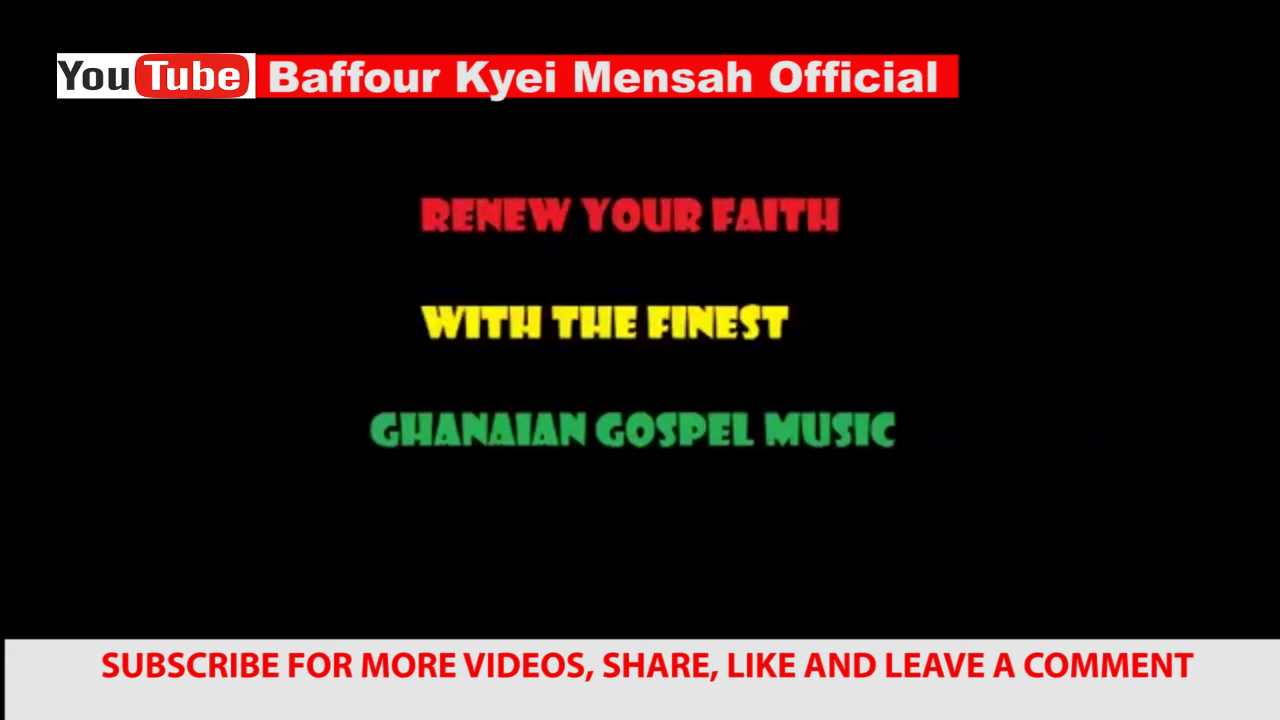 YouTube Baffour Kyei Mensah Official
RENEW YOUR FAITH
WITH THE FINEST
GHANAIAN GOSPEL MUSIC
SUBSCRIBE FOR MORE VIDEOS, SHARE, LIKE AND LEAVE A COMMENT